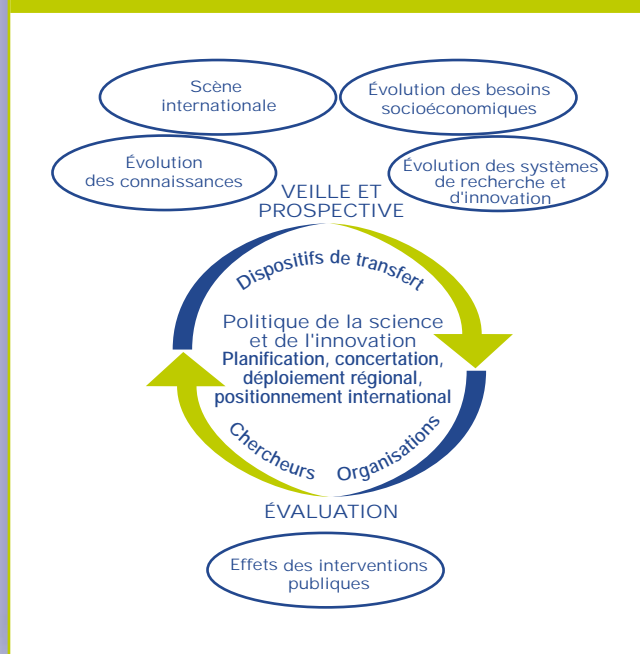 Scène
internationale
Évolution des besoins
socioéconomiques
Évolution
des connaissances
Évolution des systèmes
de recherche et
d'innovation
VEILLE ET
PROSPECTIVE
Dispositifs de transfert
Politique de la science
et de l'innovation
Planification, concertation,
déploiement régional,
positionnement international
Chercheurs
Organisations
ÉVALUATION
Effets des interventions
publiques